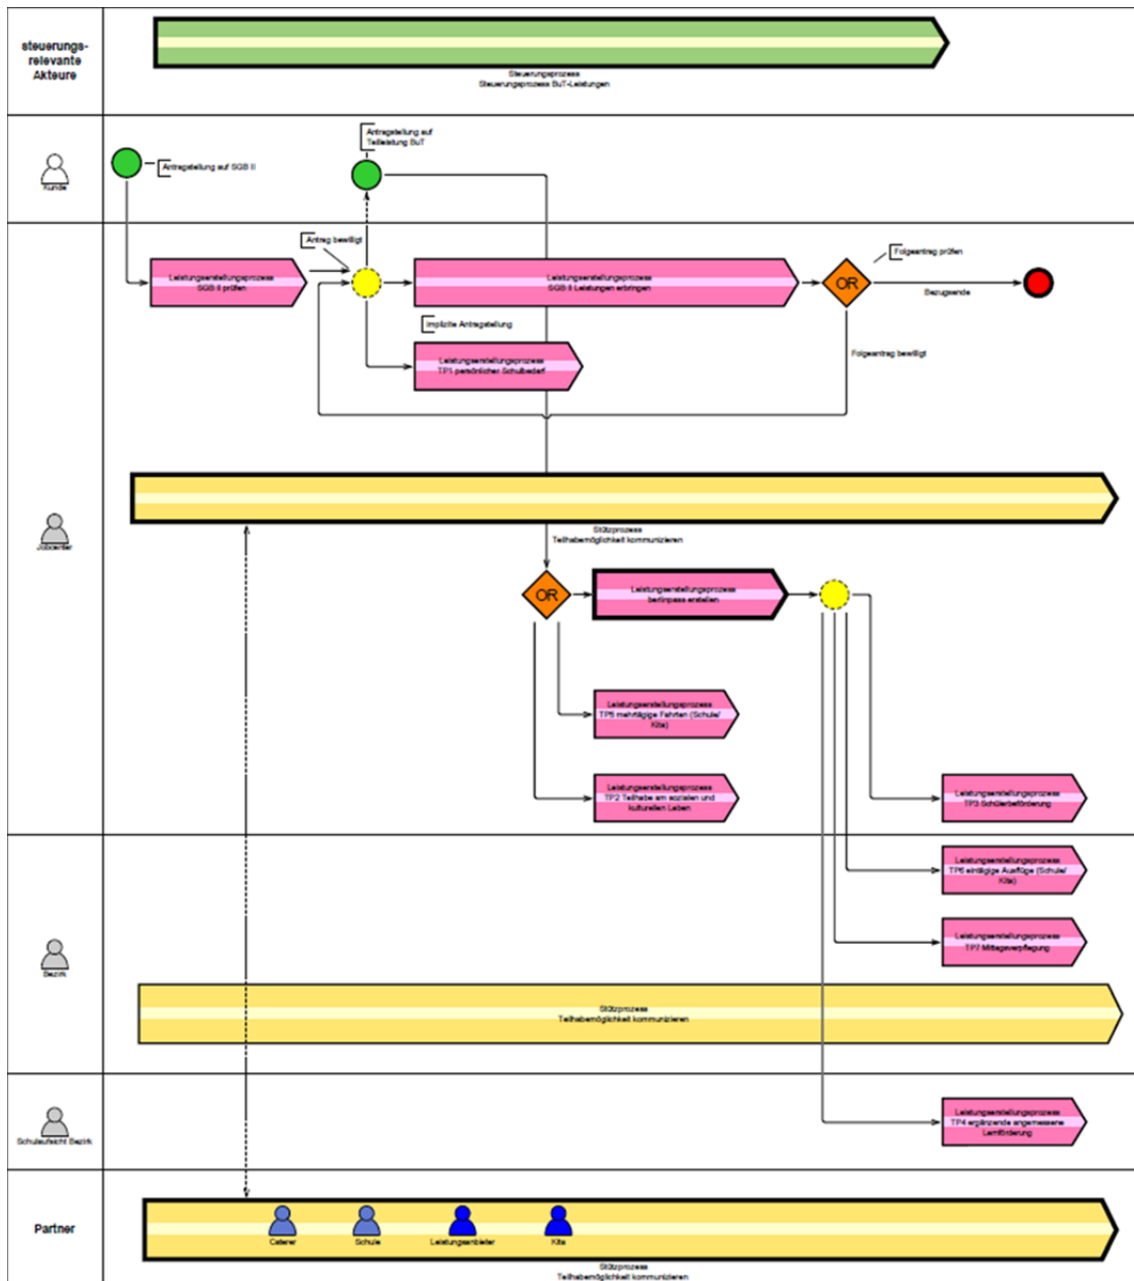 steuerungs-
relevante
Akteure
Steuerungsprozess
Steuerungsprozess BuT-Leistungen
Antragstellung auf
Teilleistung BuT
Antragstellung auf SGB II
Kunde
Antrag bewilligt
Folgeantrag prüfen
Leistungserstellungsprozess
SGB II prüfen
Leistungserstellungsprozess
SGB II Leistungen erbringen
OR
Bezugsende
implizite Antragstellung
Leistungserstellungsprozess
TP1 persönlicher Schulbedarf
Folgeantrag bewilligt
Jobcenter
Stützprozess
Teilhabemöglichkeit kommunizieren
OR
Leistungserstellungsprozess
berlinpass erstellen
Leistungserstellungsprozess
TP5 mehrtägige Fahrten (Schule/
Kita)
Leistungserstellungsprozess
TP2 Teilhabe am sozialen und
kulturellen Leben
Leistungserstellungsprozess
TP3 Schülerbeförderung
Leistungserstellungsprozess
TP6 eintägige Ausflüge (Schule/
Kita)
Leistungserstellungsprozess
TP7 Mittagsverpflegung
Bezirk
Stützprozess
Teilhabemöglichkeit kommunizieren
Schulaufsicht Bezirk
Leistungserstellungsprozess
TP4 ergänzende angemessene
Lernförderung
Partner
Caterer
Schule
Leistungsanbieter
Kita
Stützprozess
Teilhabemöglichkeit kommunizieren